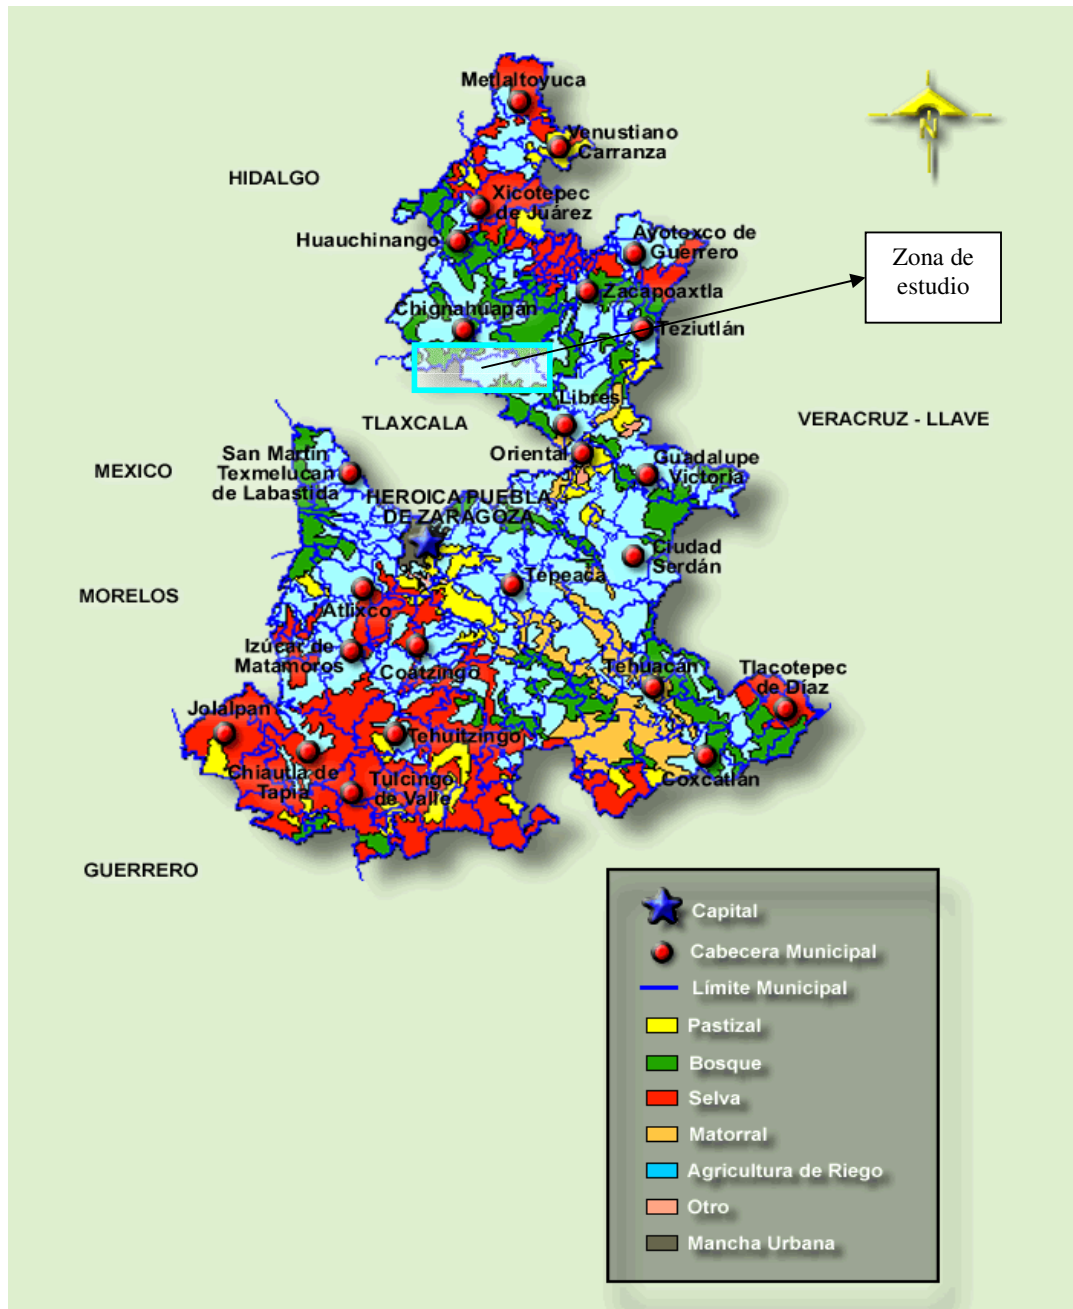 Metlaltoyuca
Venustiano
Carranza
HIDALGO
Xicotepec
de Juárez
Huauchinango
Ayotoxco de
Guerrero
Zona de
estudio
Zacapoaxtla
Chignahuapan
Teziutlán
Libres
TLAXCALA
VERACRUZ - LLAVE
San Martín
Texmelucan
de Labastida
Oriental
Guadalupe
Victoria
MEXICO
HEROICA PUEBLA
DE ZARAGOZA
Ciudad
Serdán
Tepeaca
MORELOS
Atlixco
Izúcar de
Matamoros
Coatzingo
Tehuacán
Tlacotepec
de Díaz
Jolalpan
Tehuitzingo
Chiautla de
Tapia
Tulcingo
de Valle
Coxcatlán
GUERRERO
N
Capital
Cabecera Municipal
Límite Municipal
Pastizal
Bosque
Selva
Matorral
Agricultura de Riego
Otro
Mancha Urbana